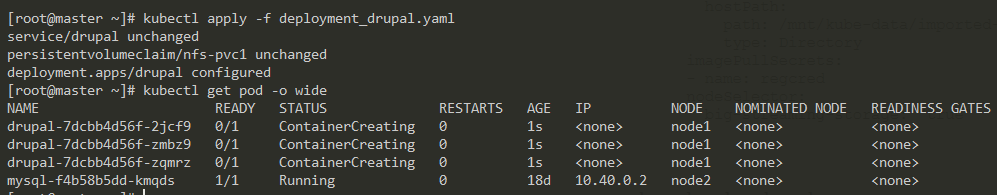 [root@master ~]# kubectl apply -f deployment_drupal.yaml
service/drupal unchanged
persistentvolumeclaim/nfs-pvc1 unchanged
deployment.apps/drupal configured
[root@master ~]# kubectl get pod -o wide
NAME READY STATUS RESTARTS AGE IP NODE NOMINATED NODE READINESS GATES
drupal-7dcbb4d56f-2jcf9 0/1 ContainerCreating 0 1s <none> node1 <none> <none>
drupal-7dcbb4d56f-zmbz9 0/1 ContainerCreating 0 1s <none> node1 <none> <none>
drupal-7dcbb4d56f-zqmrz 0/1 ContainerCreating 0 1s <none> node1 <none> <none>
mysql-f4b58b5dd-kmqds 1/1 Running 0 18d 10.40.0.2 node2 <none> <none>